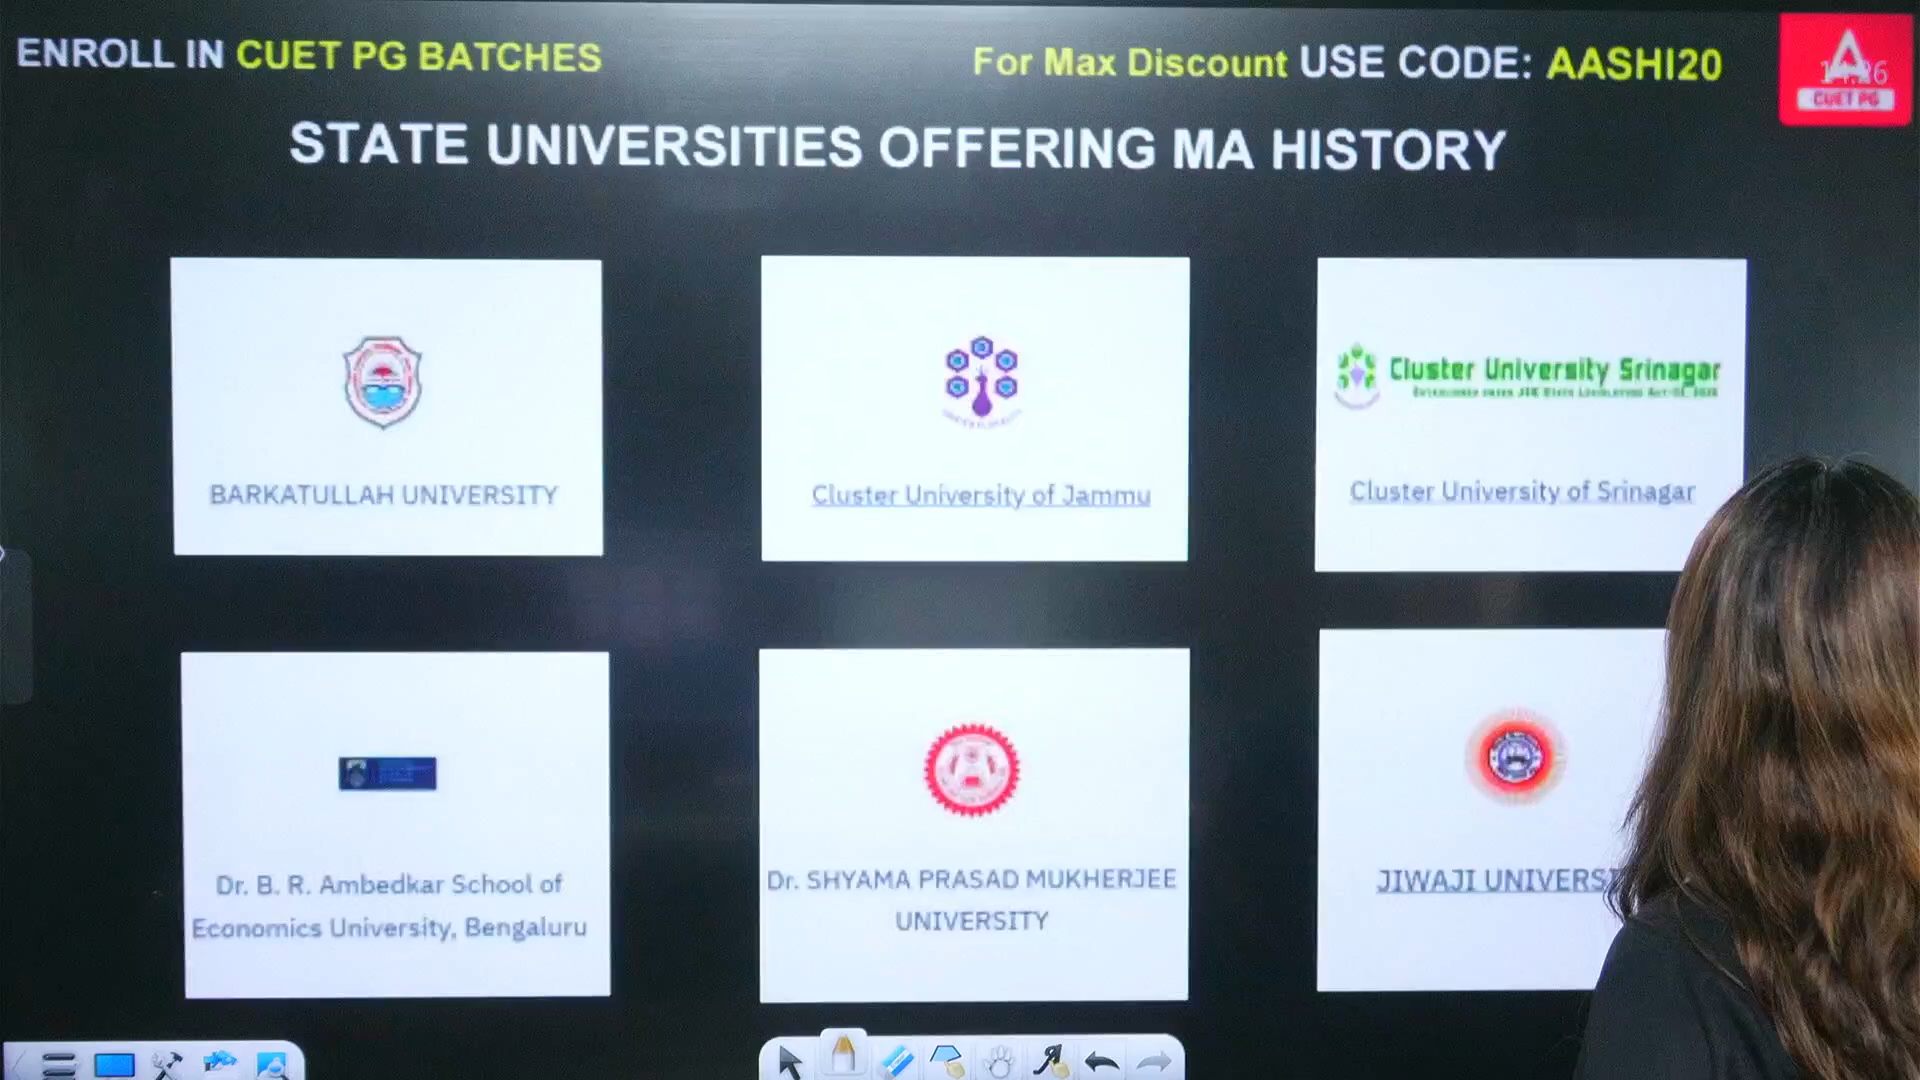 ENROLL IN CUET PG BATCHES
For Max Discount USE CODE: AASHI20
CUET PG
STATE UNIVERSITIES OFFERING MA HISTORY
BARKATULLAH UNIVERSITY
Cluster University of Jammu
Cluster University Srinagar
Cluster University of Srinagar
Dr. B. R. Ambedkar School of
Economics University, Bengaluru
Dr. SHYAMA PRASAD MUKHERJEE
UNIVERSITY
JIWAJI